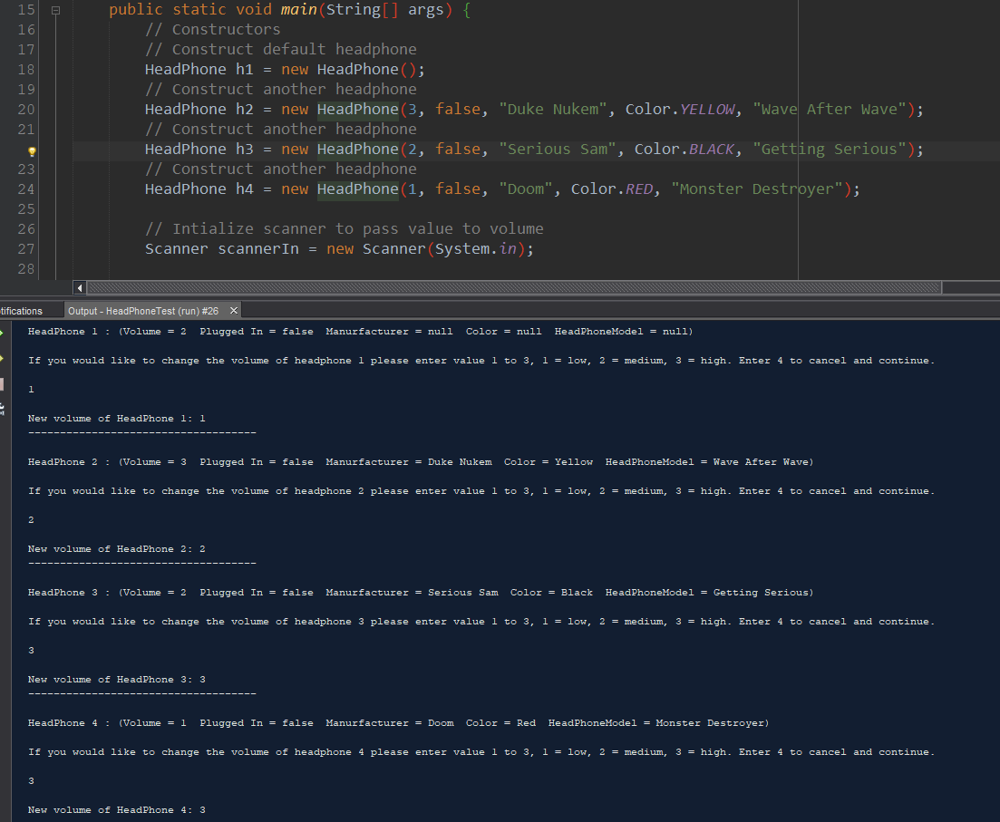 15 public static void main(String[] args) {
16 // Constructors
17 // Construct default headphone
18 HeadPhone h1 = new HeadPhone();
19 // Construct another headphone
20 HeadPhone h2 = new HeadPhone(3, false, "Duke Nukem", Color.YELLOW, "Wave After Wave");
21 // Construct another headphone
HeadPhone h3 = new HeadPhone(2, false, "Serious Sam", Color.BLACK, "Getting Serious");
23 // Construct another headphone
24 HeadPhone h4 = new HeadPhone(1, false, "Doom", Color.RED, "Monster Destroyer");
25
26 // Intialize scanner to pass value to volume
27 Scanner scannerIn = new Scanner(System.in);
28
tifications Output - HeadPhoneTest (run) #26
HeadPhone 1 : (Volume = 2 Plugged In = false Manurfacturer = null Color = null HeadPhoneModel = null)
If you would like to change the volume of headphone 1 please enter value 1 to 3, 1 = low, 2 = medium, 3 = high. Enter 4 to cancel and continue.
1
New volume of HeadPhone 1: 1
------------------------------------
HeadPhone 2 : (Volume = 3 Plugged In = false Manurfacturer = Duke Nukem Color = Yellow HeadPhoneModel = Wave After Wave)
If you would like to change the volume of headphone 2 please enter value 1 to 3, 1 = low, 2 = medium, 3 = high. Enter 4 to cancel and continue.
2
New volume of HeadPhone 2: 2
------------------------------------
HeadPhone 3 : (Volume = 2 Plugged In = false Manurfacturer = Serious Sam Color = Black HeadPhoneModel = Getting Serious)
If you would like to change the volume of headphone 3 please enter value 1 to 3, 1 = low, 2 = medium, 3 = high. Enter 4 to cancel and continue.
3
New volume of HeadPhone 3: 3
------------------------------------
HeadPhone 4 : (Volume = 1 Plugged In = false Manurfacturer = Doom Color = Red HeadPhoneModel = Monster Destroyer)
If you would like to change the volume of headphone 4 please enter value 1 to 3, 1 = low, 2 = medium, 3 = high. Enter 4 to cancel and continue.
3
New volume of HeadPhone 4: 3